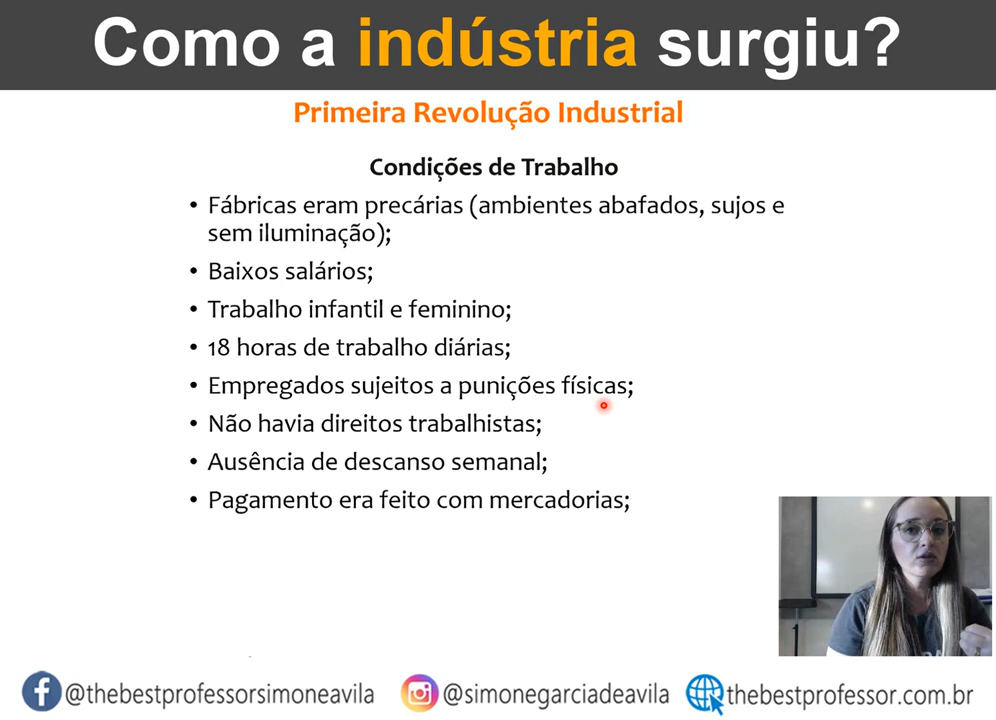 Como a indústria surgiu?
Primeira Revolução Industrial
Condições de Trabalho
• Fábricas eram precárias (ambientes abafados, sujos e
sem iluminação);
• Baixos salários;
• Trabalho infantil e feminino;
• 18 horas de trabalho diárias;
• Empregados sujeitos a punições físicas;
• Não havia direitos trabalhistas;
• Ausência de descanso semanal;
• Pagamento era feito com mercadorias;
@thebestprofessorsimoneavila @simonegarciadeavila thebestprofessor.com.br